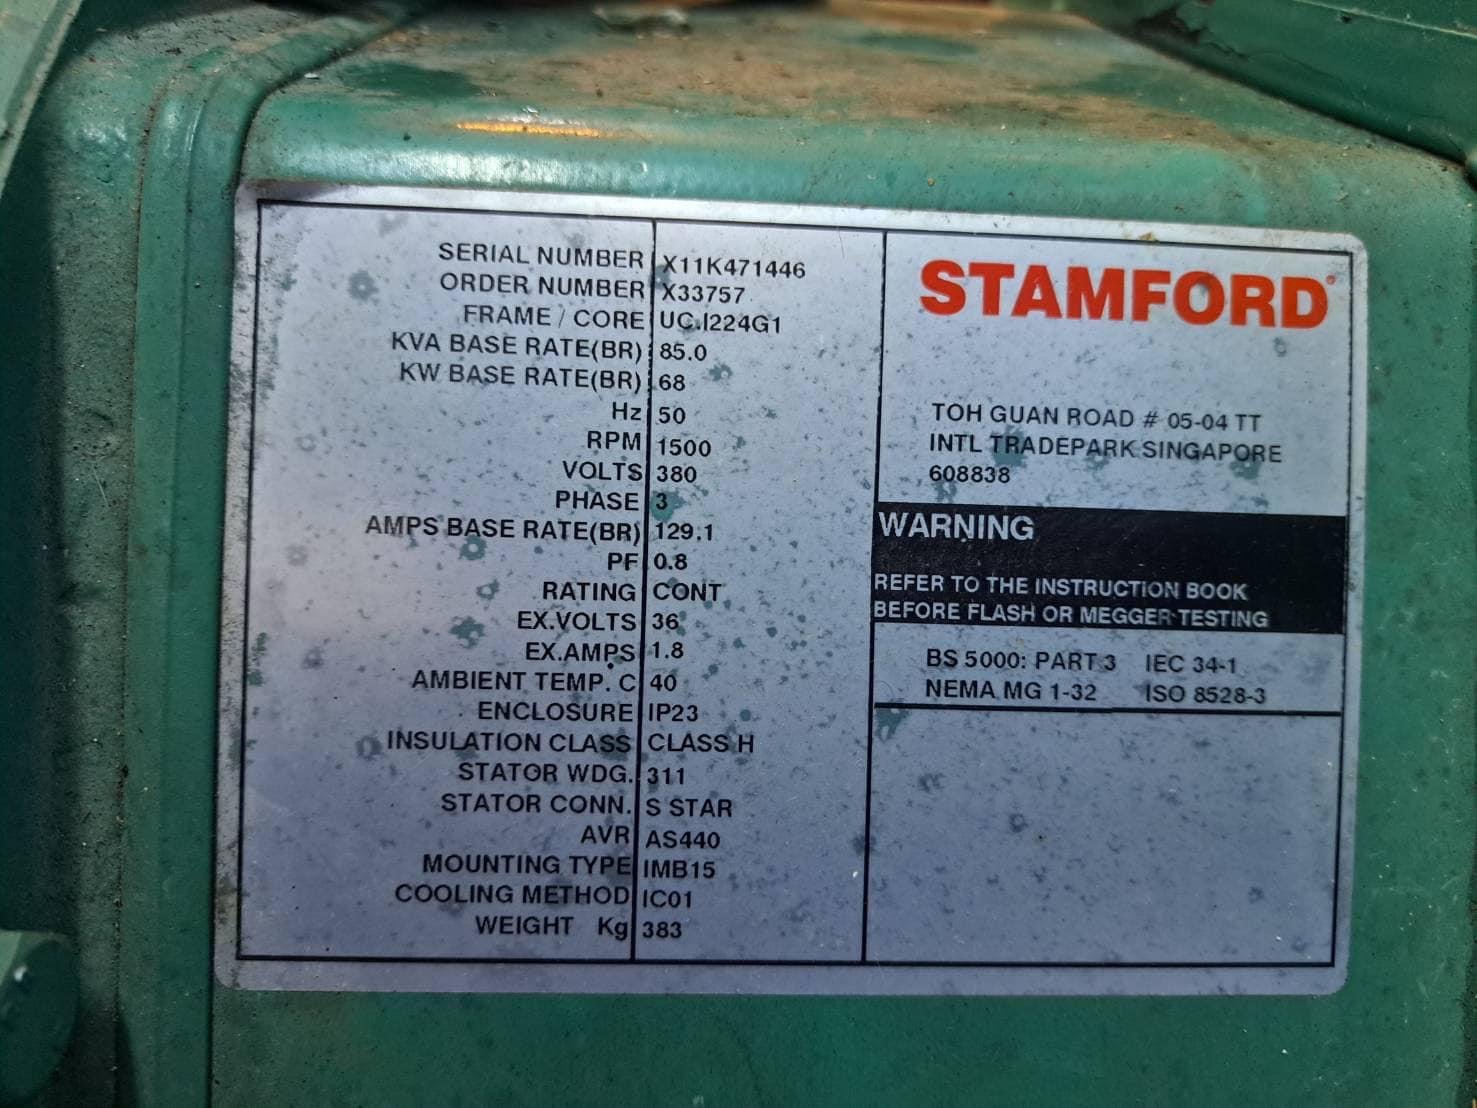 SERIAL NUMBER X11K471446
ORDER NUMBER X33757
FRAME / CORE UCI224G1
KVA BASE RATE(BR) 85.0
KW BASE RATE(BR) 68
Hz 50
RPM 1500
VOLTS 380
PHASE 3
AMPS BASE RATE(BR) 129.1
PF 0.8
RATING CONT
EX.VOLTS 36
EX.AMPS 1.8
AMBIENT TEMP. C 40
ENCLOSURE IP23
INSULATION CLASS CLASS H
STATOR WDG. 311
STATOR CONN. S STAR
AVR AS440
MOUNTING TYPE IMB15
COOLING METHOD IC01
WEIGHT Kg 383
STAMFORD
TOH GUAN ROAD # 05-04 TT
INTL TRADEPARK SINGAPORE
608838
WARNING
REFER TO THE INSTRUCTION BOOK
BEFORE FLASH OR MEGGER TESTING
BS 5000: PART 3 IEC 34-1
NEMA MG 1-32 ISO 8528-3